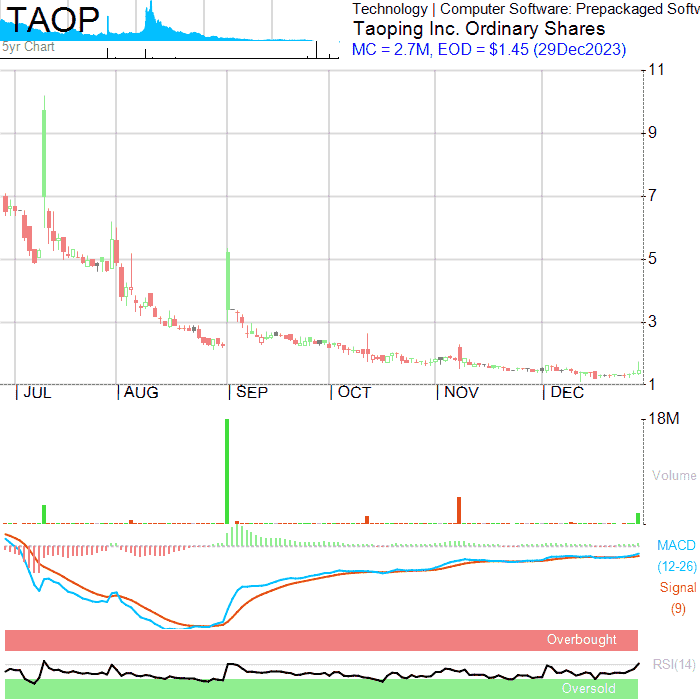 TAOP
5yr Chart
Technology | Computer Software: Prepackaged Softw
Taoping Inc. Ordinary Shares
MC = 2.7M, EOD = $1.45 (29Dec2023)
11
9
7
5
3
1
JUL AUG SEP OCT NOV DEC
18M
Volume
MACD
(12-26)
Signal
(9)
Overbought
RSI(14)
Oversold